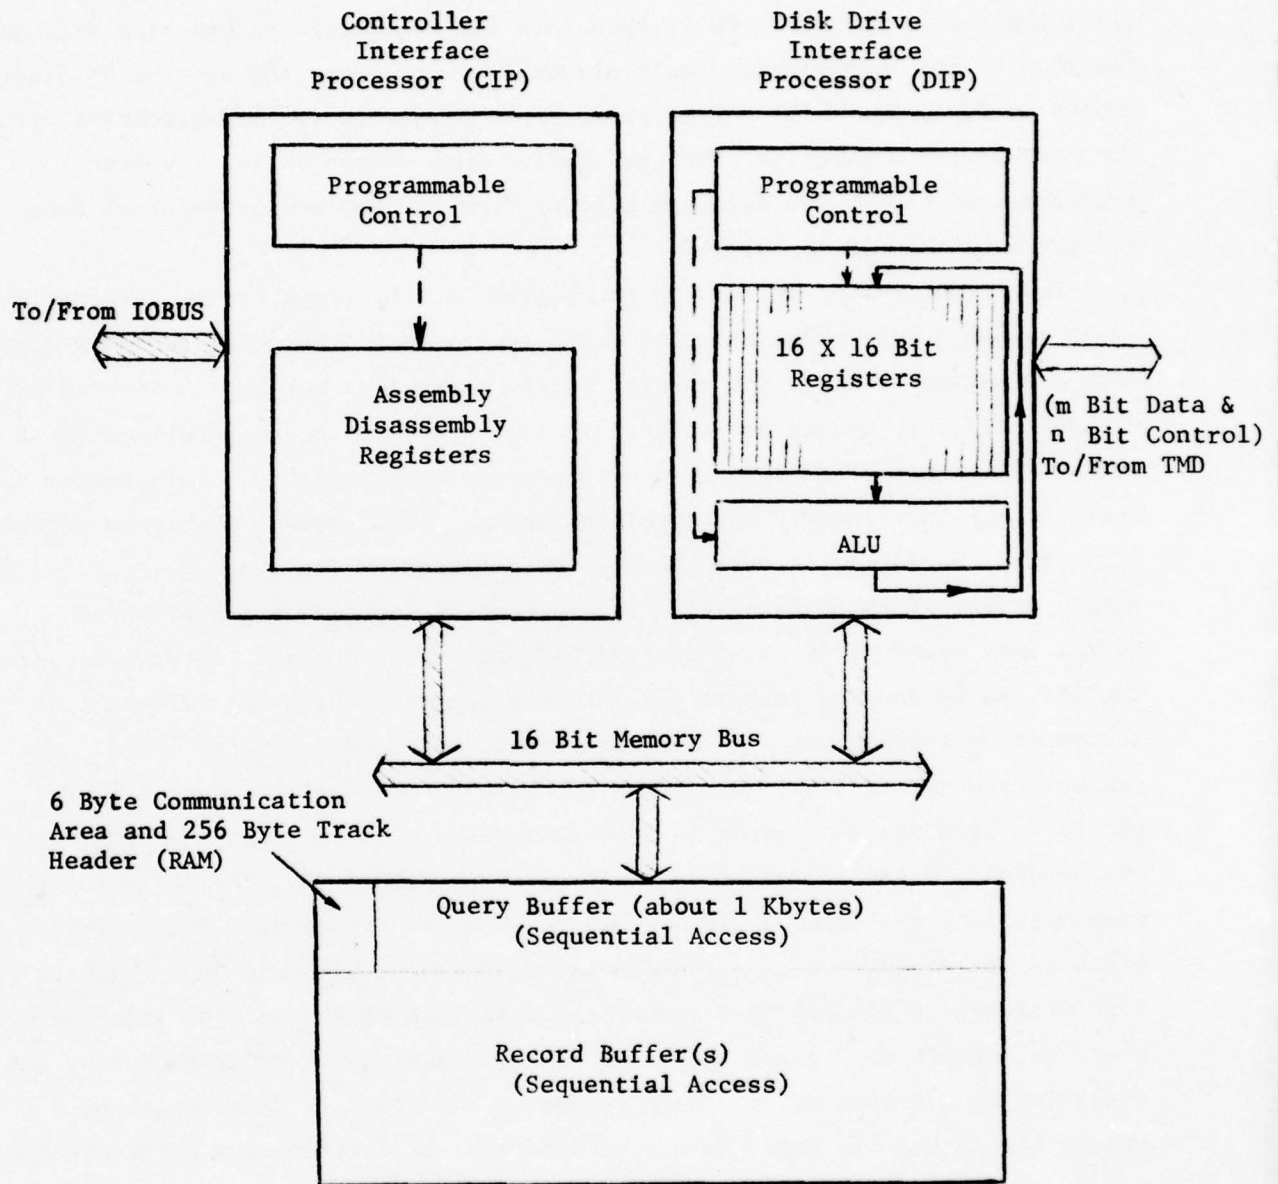 Controller
Interface
Processor (CIP)
Disk Drive
Interface
Processor (DIP)
Programmable
Control
Programmable
Control
To/From IOBUS
Assembly
Disassembly
Registers
16 X 16 Bit
Registers
(m Bit Data &
n Bit Control)
To/From TMD
ALU
16 Bit Memory Bus
6 Byte Communication
Area and 256 Byte Track
Header (RAM)
Query Buffer (about 1 Kbytes)
(Sequential Access)
Record Buffer(s)
(Sequential Access)